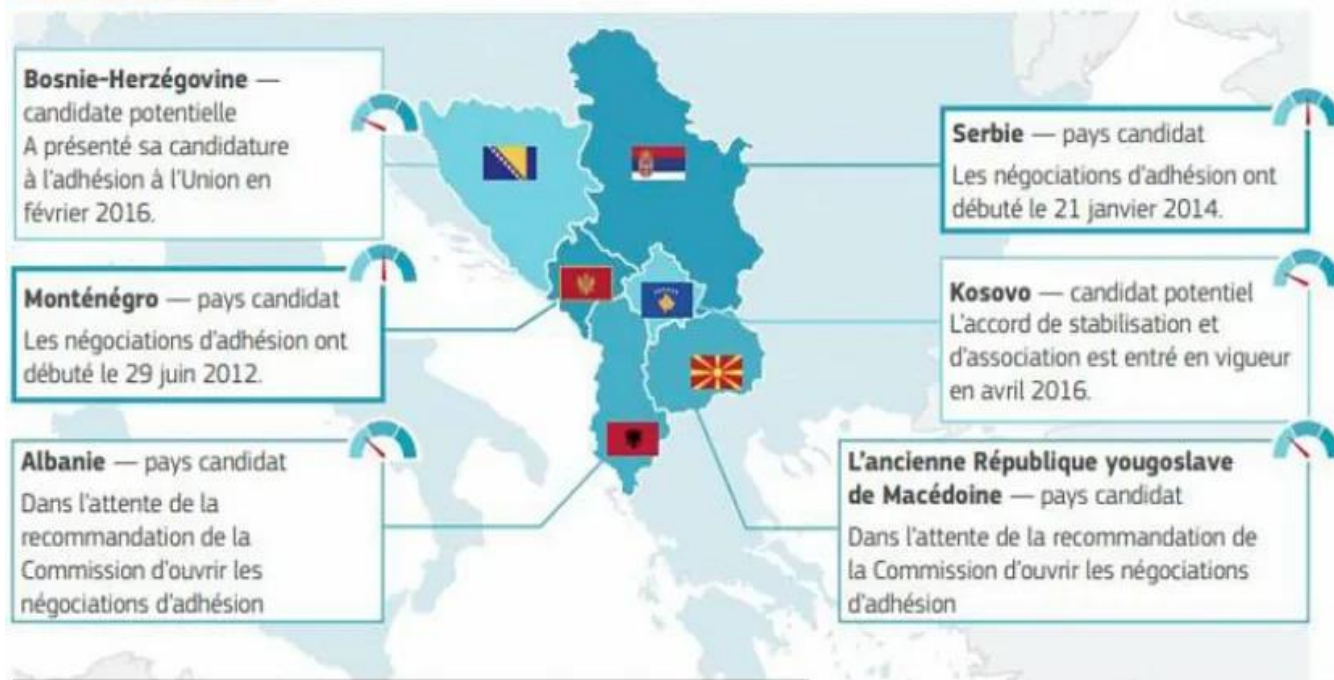 Bosnie-Herzégovine —
candidate potentielle
A présenté sa candidature
à l'adhésion à l'Union en
février 2016.
Monténégro — pays candidat
Les négociations d'adhésion ont
débuté le 29 juin 2012.
Albanie — pays candidat
Dans l'attente de la
recommandation de la
Commission d'ouvrir les
négociations d'adhésion
Serbie — pays candidat
Les négociations d'adhésion ont
débuté le 21 janvier 2014.
Kosovo — candidat potentiel
L'accord de stabilisation et
d'association est entré en vigueur
en avril 2016.
L'ancienne République yougoslave
de Macédoine — pays candidat
Dans l'attente de la recommandation de
la Commission d'ouvrir les négociations
d'adhésion